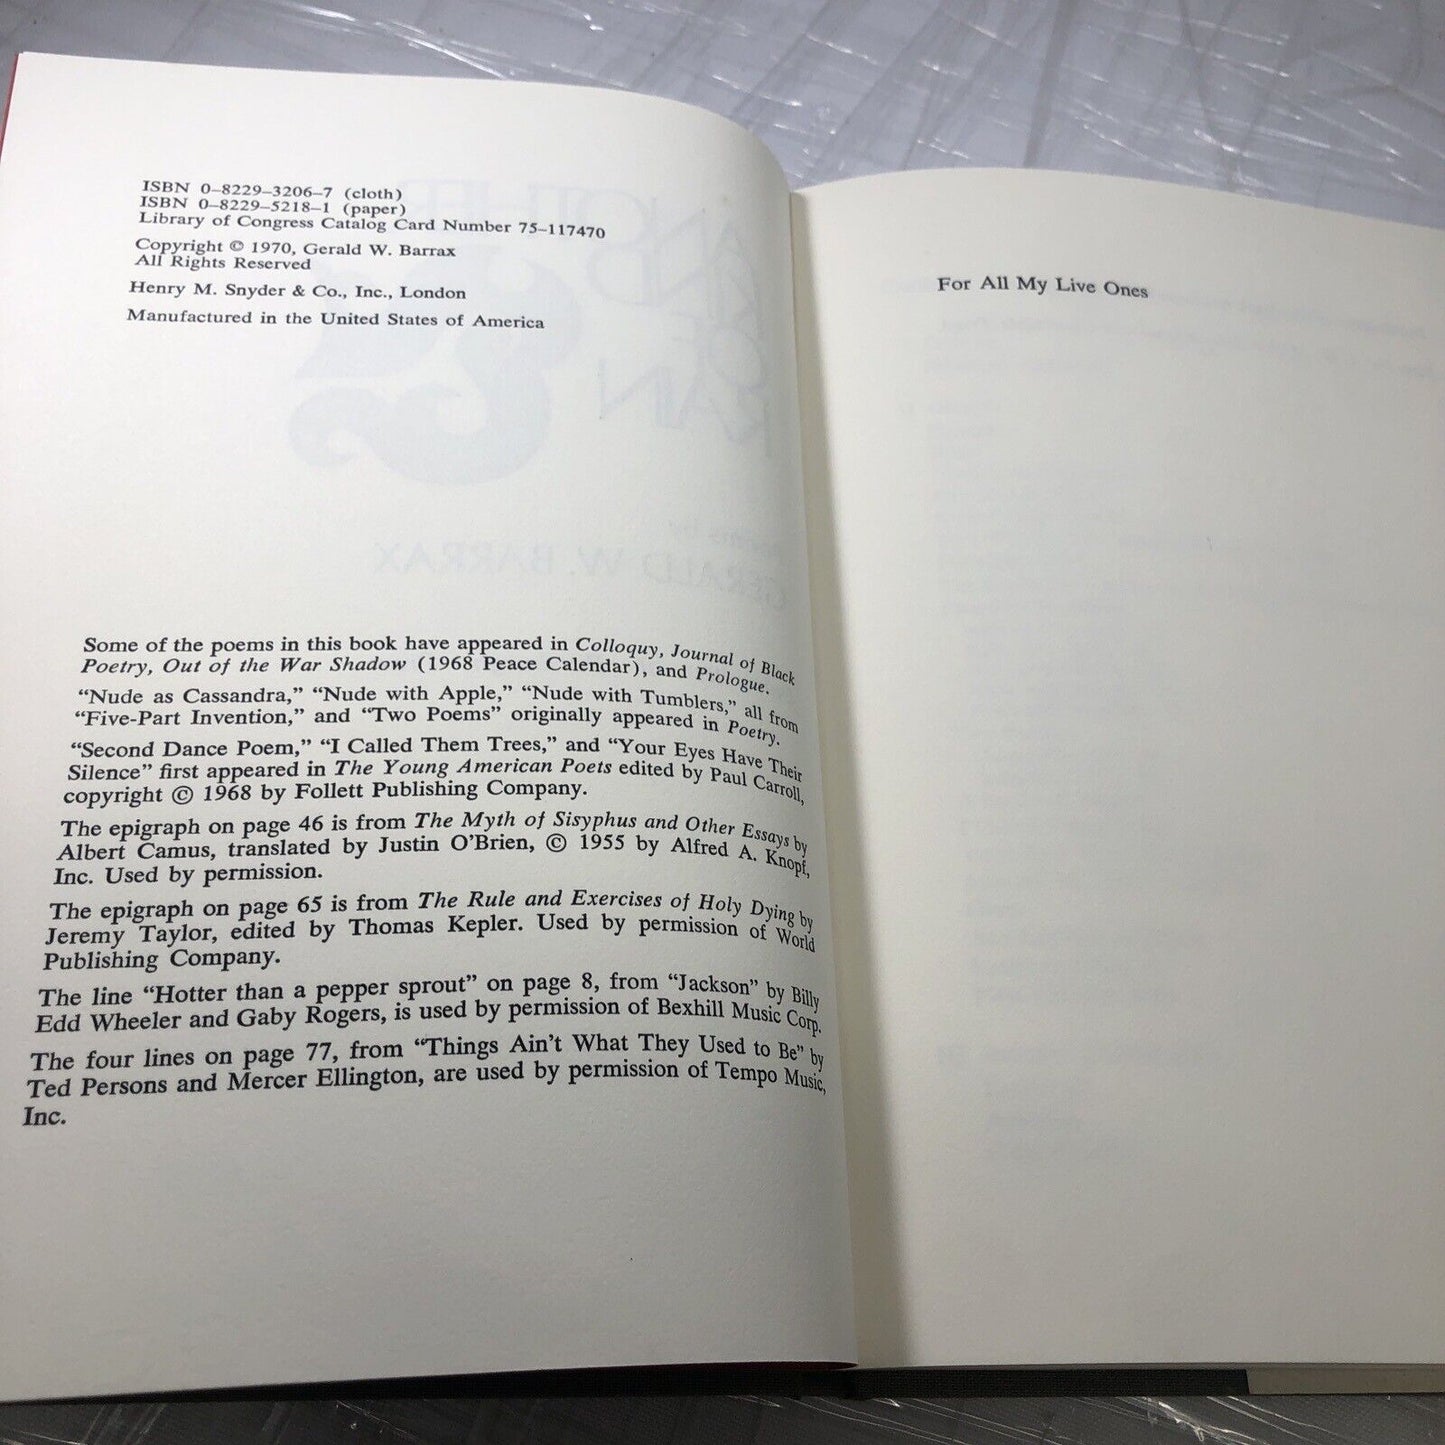 ISBN 0–8229–3206–7 (cloth)
ISBN 0–8229–5218–1 (paper)
Library of Congress Catalog Card Number 75–117470
Copyright © 1970, Gerald W. Barrax
All Rights Reserved
Henry M. Snyder & Co., Inc., London
Manufactured in the United States of America
ANOTHER
KIND
OF
RAIN
poems by
GERALD W. BARRAX
Some of the poems in this book have appeared in Colloquy, Journal of Black
Poetry, Out of the War Shadow (1968 Peace Calendar), and Prologue.
“Nude as Cassandra,” “Nude with Apple,” “Nude with Tumblers,” all from
“Five-Part Invention,” and “Two Poems” originally appeared in Poetry.
“Second Dance Poem,” “I Called Them Trees,” and “Your Eyes Have Their
Silence” first appeared in The Young American Poets edited by Paul Carroll,
copyright © 1968 by Follett Publishing Company.
The epigraph on page 46 is from The Myth of Sisyphus and Other Essays by
Albert Camus, translated by Justin O’Brien, © 1955 by Alfred A. Knopf,
Inc. Used by permission.
The epigraph on page 65 is from The Rule and Exercises of Holy Dying by
Jeremy Taylor, edited by Thomas Kepler. Used by permission of World
Publishing Company.
The line “Hotter than a pepper sprout” on page 8, from “Jackson” by Billy
Edd Wheeler and Gaby Rogers, is used by permission of Bexhill Music Corp.
The four lines on page 77, from “Things Ain’t What They Used to Be” by
Ted Persons and Mercer Ellington, are used by permission of Tempo Music,
Inc.
For All My Live Ones